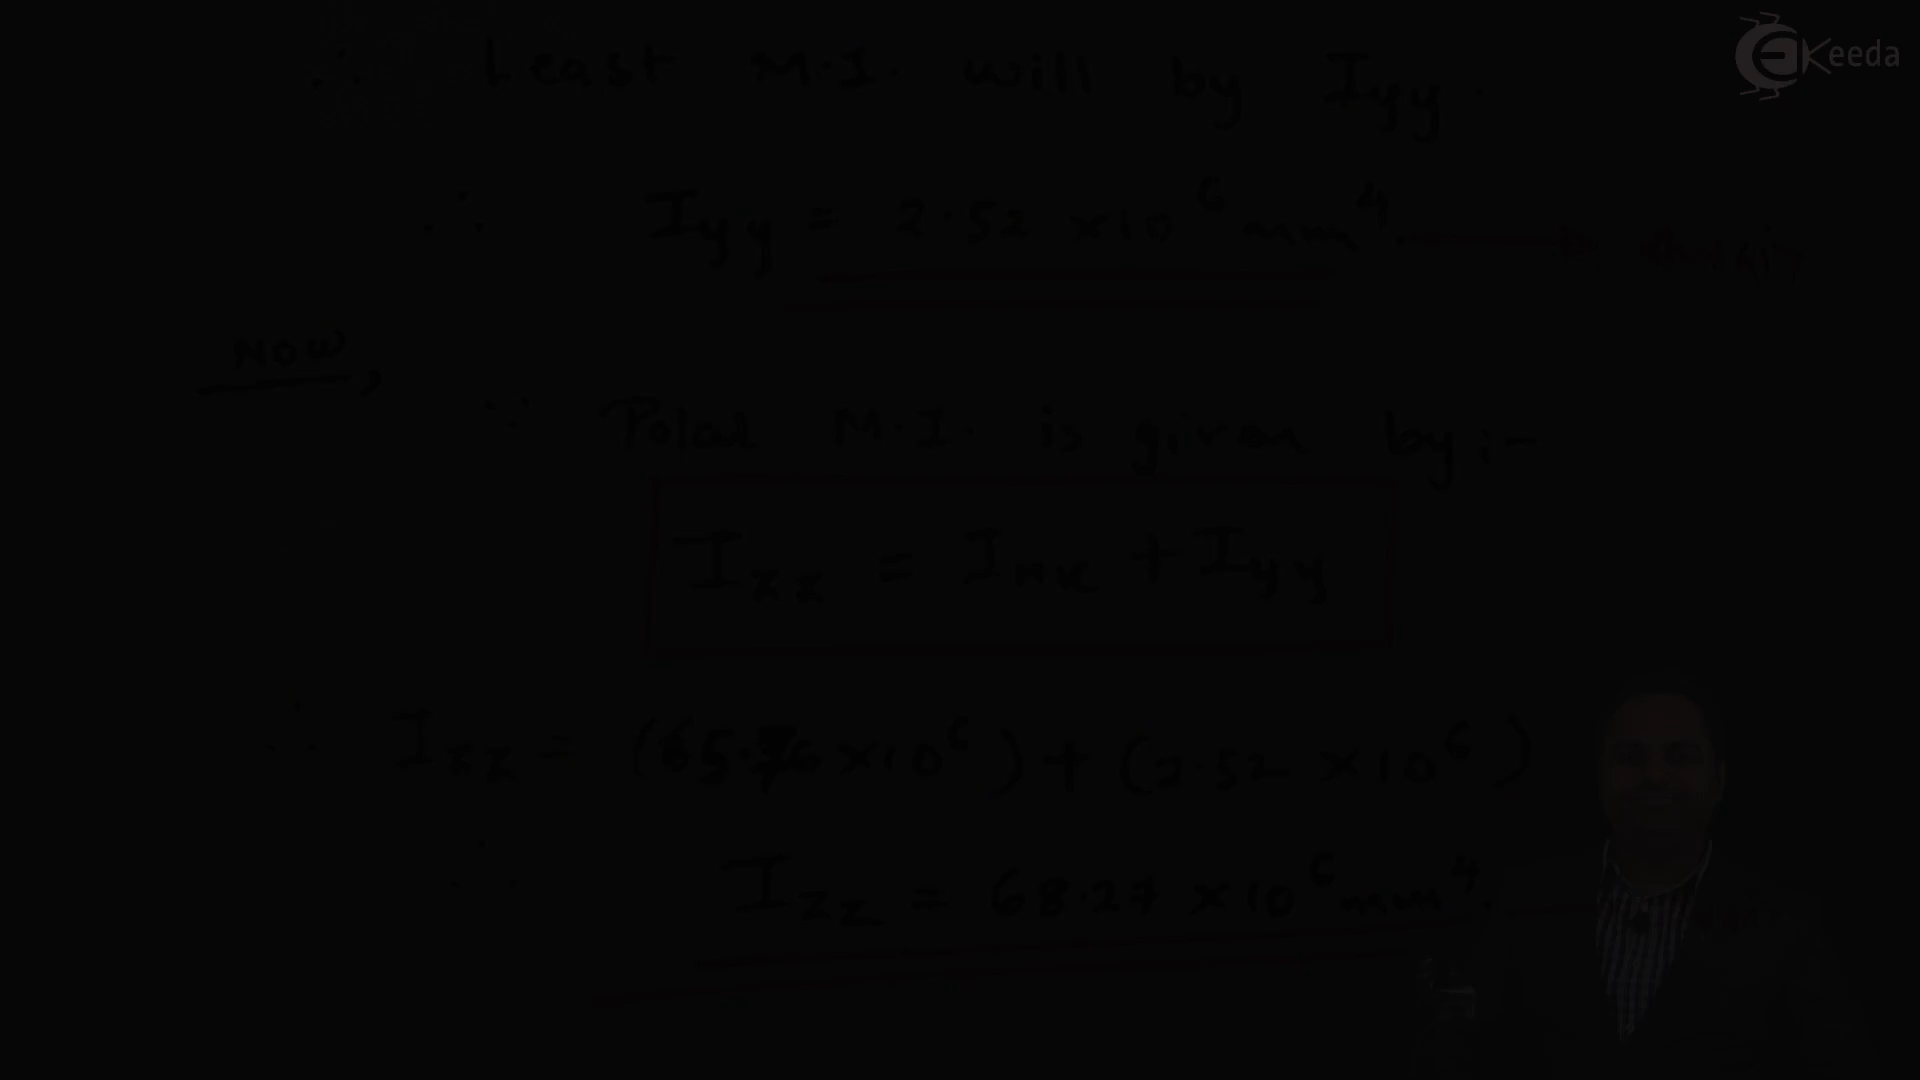 ∴ Least M.I. will by Iyy.
∴ Iyy = 2.52 ×10⁶ mm⁴.
NOW,
∵ Polar M.I. is given by:-
Izz = Ixx + Iyy
∴ Izz = (65.76 ×10⁶) + (2.52 ×10⁶)
Izz = 68.27 ×10⁶ mm⁴.
EKeeda